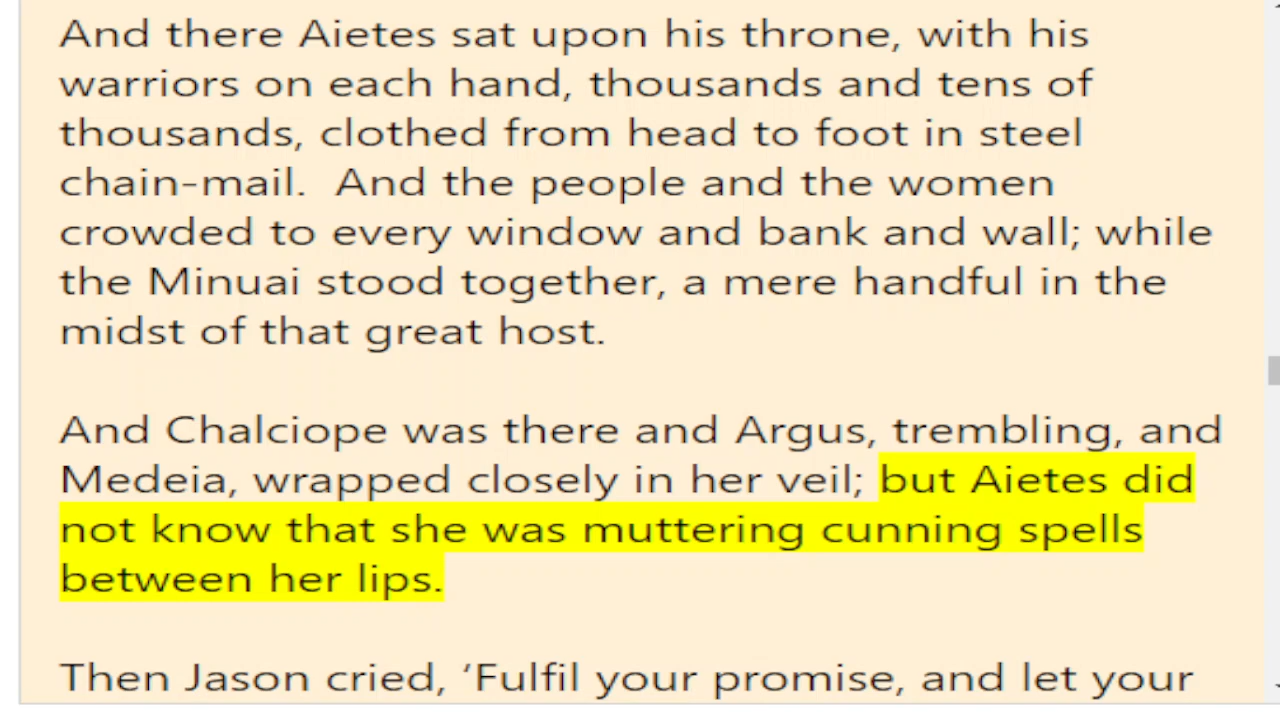 And there Aietes sat upon his throne, with his
warriors on each hand, thousands and tens of
thousands, clothed from head to foot in steel
chain-mail.  And the people and the women
crowded to every window and bank and wall; while
the Minuai stood together, a mere handful in the
midst of that great host.
And Chalciope was there and Argus, trembling, and
Medeia, wrapped closely in her veil; but Aietes did
not know that she was muttering cunning spells
between her lips.
Then Jason cried, ‘Fulfil your promise, and let your